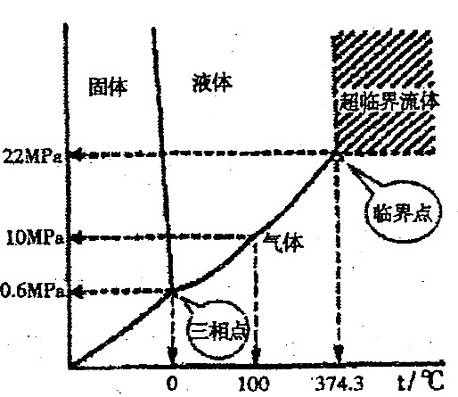 固体
液体
超临界流体
22MPa
临界点
10MPa
气体
0.6MPa
三相点
0
100
374.3
t/℃